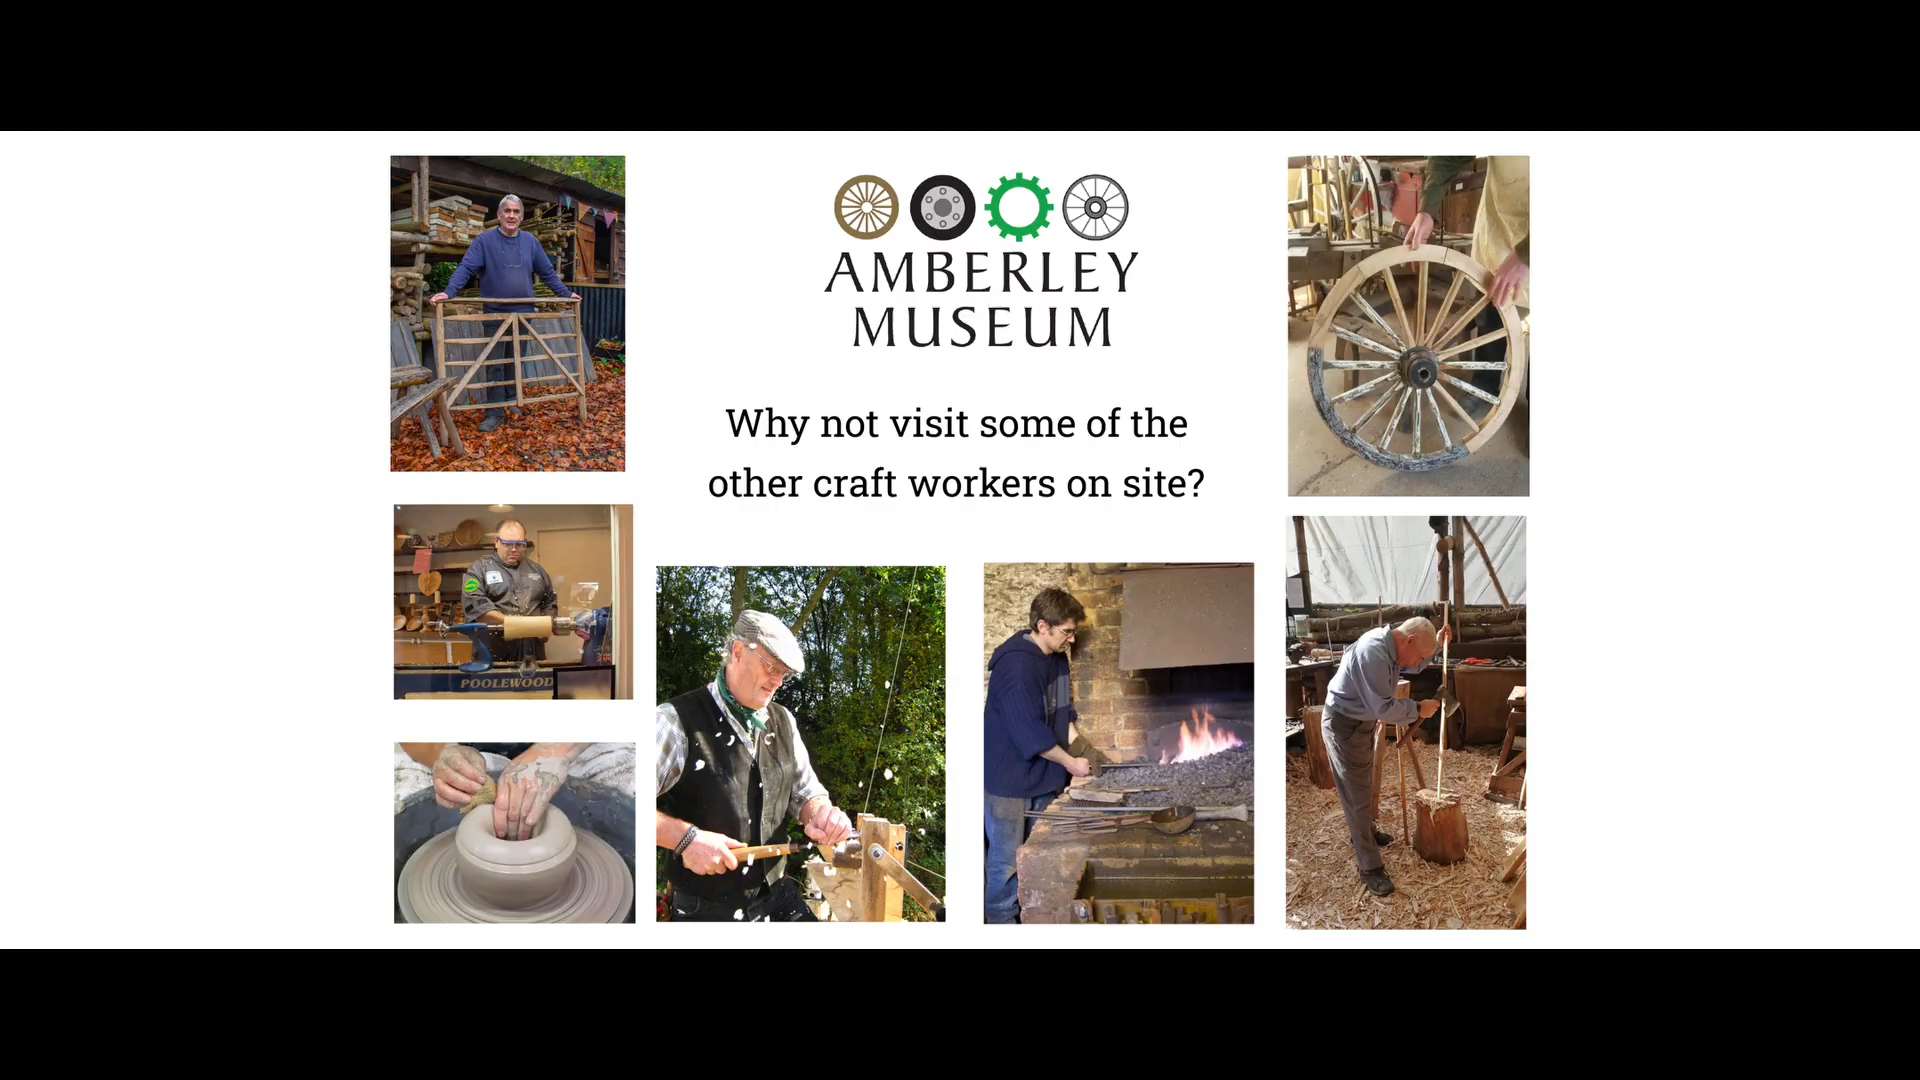 AMBERLEY
MUSEUM
Why not visit some of the
other craft workers on site?
POOLEWOOD